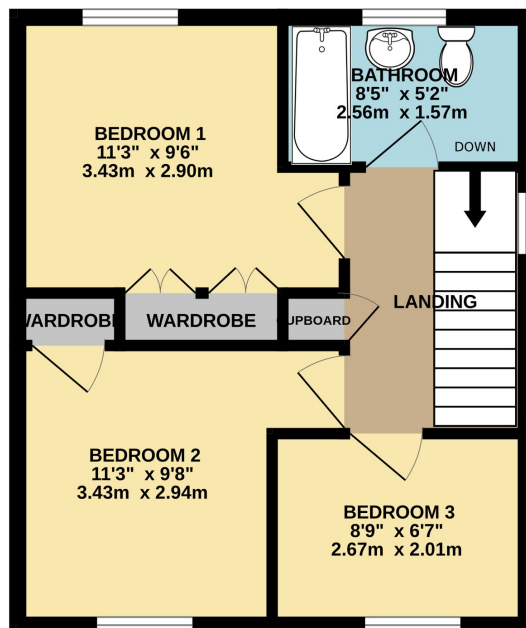 BATHROOM
8'5" x 5'2"
2.56m x 1.57m
DOWN
BEDROOM 1
11'3" x 9'6"
3.43m x 2.90m
WARDROBE
WARDROBE
CUPBOARD
LANDING
BEDROOM 2
11'3" x 9'8"
3.43m x 2.94m
BEDROOM 3
8'9" x 6'7"
2.67m x 2.01m